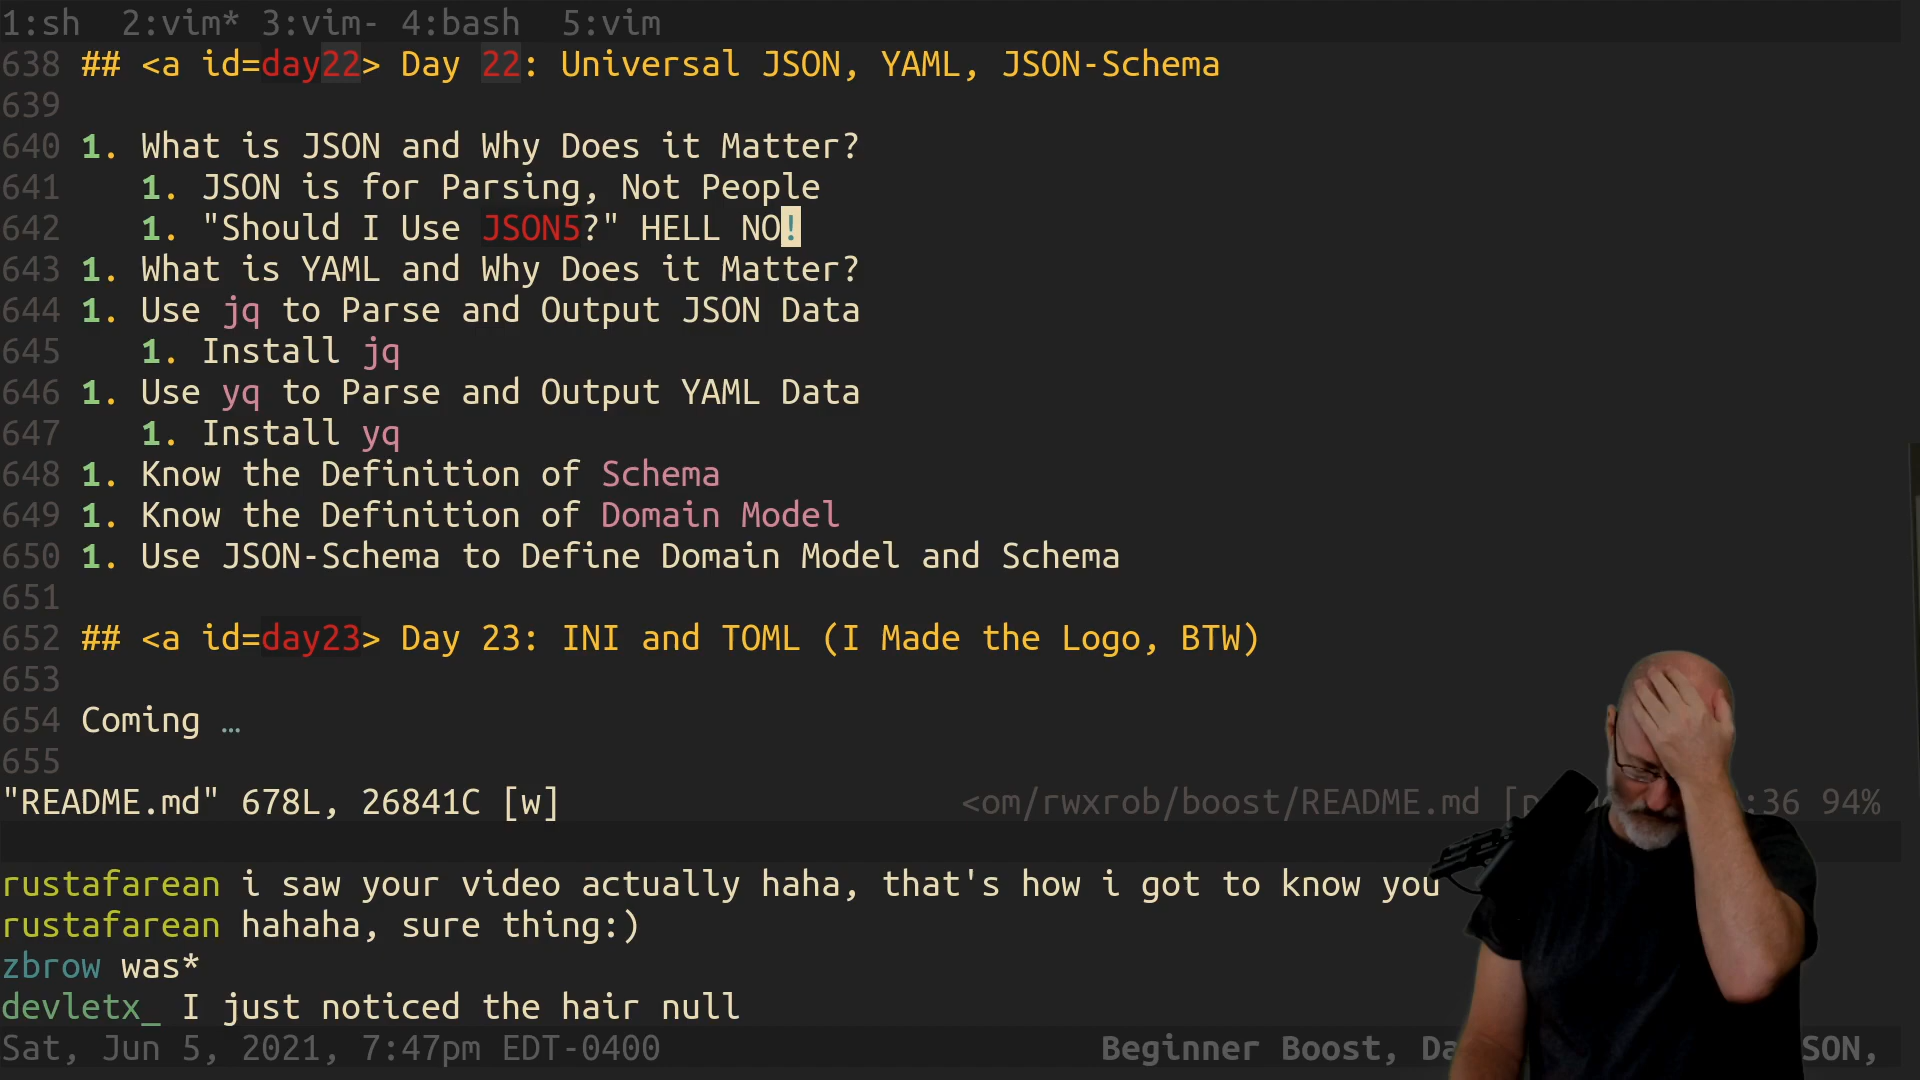 1:sh  2:vim* 3:vim- 4:bash  5:vim
638 ## <a id=day22> Day 22: Universal JSON, YAML, JSON-Schema
639
640 1. What is JSON and Why Does it Matter?
641    1. JSON is for Parsing, Not People
642    1. "Should I Use JSON5?" HELL NO!
643 1. What is YAML and Why Does it Matter?
644 1. Use jq to Parse and Output JSON Data
645    1. Install jq
646 1. Use yq to Parse and Output YAML Data
647    1. Install yq
648 1. Know the Definition of Schema
649 1. Know the Definition of Domain Model
650 1. Use JSON-Schema to Define Domain Model and Schema
651
652 ## <a id=day23> Day 23: INI and TOML (I Made the Logo, BTW)
653
654 Coming …
655
"README.md" 678L, 26841C [w] <om/rwxrob/boost/README.md :36 94%
rustafarean i saw your video actually haha, that's how i got to know you
rustafarean hahaha, sure thing:)
zbrow was*
devletx_ I just noticed the hair null
Sat, Jun 5, 2021, 7:47pm EDT-0400 Beginner Boost, SON,